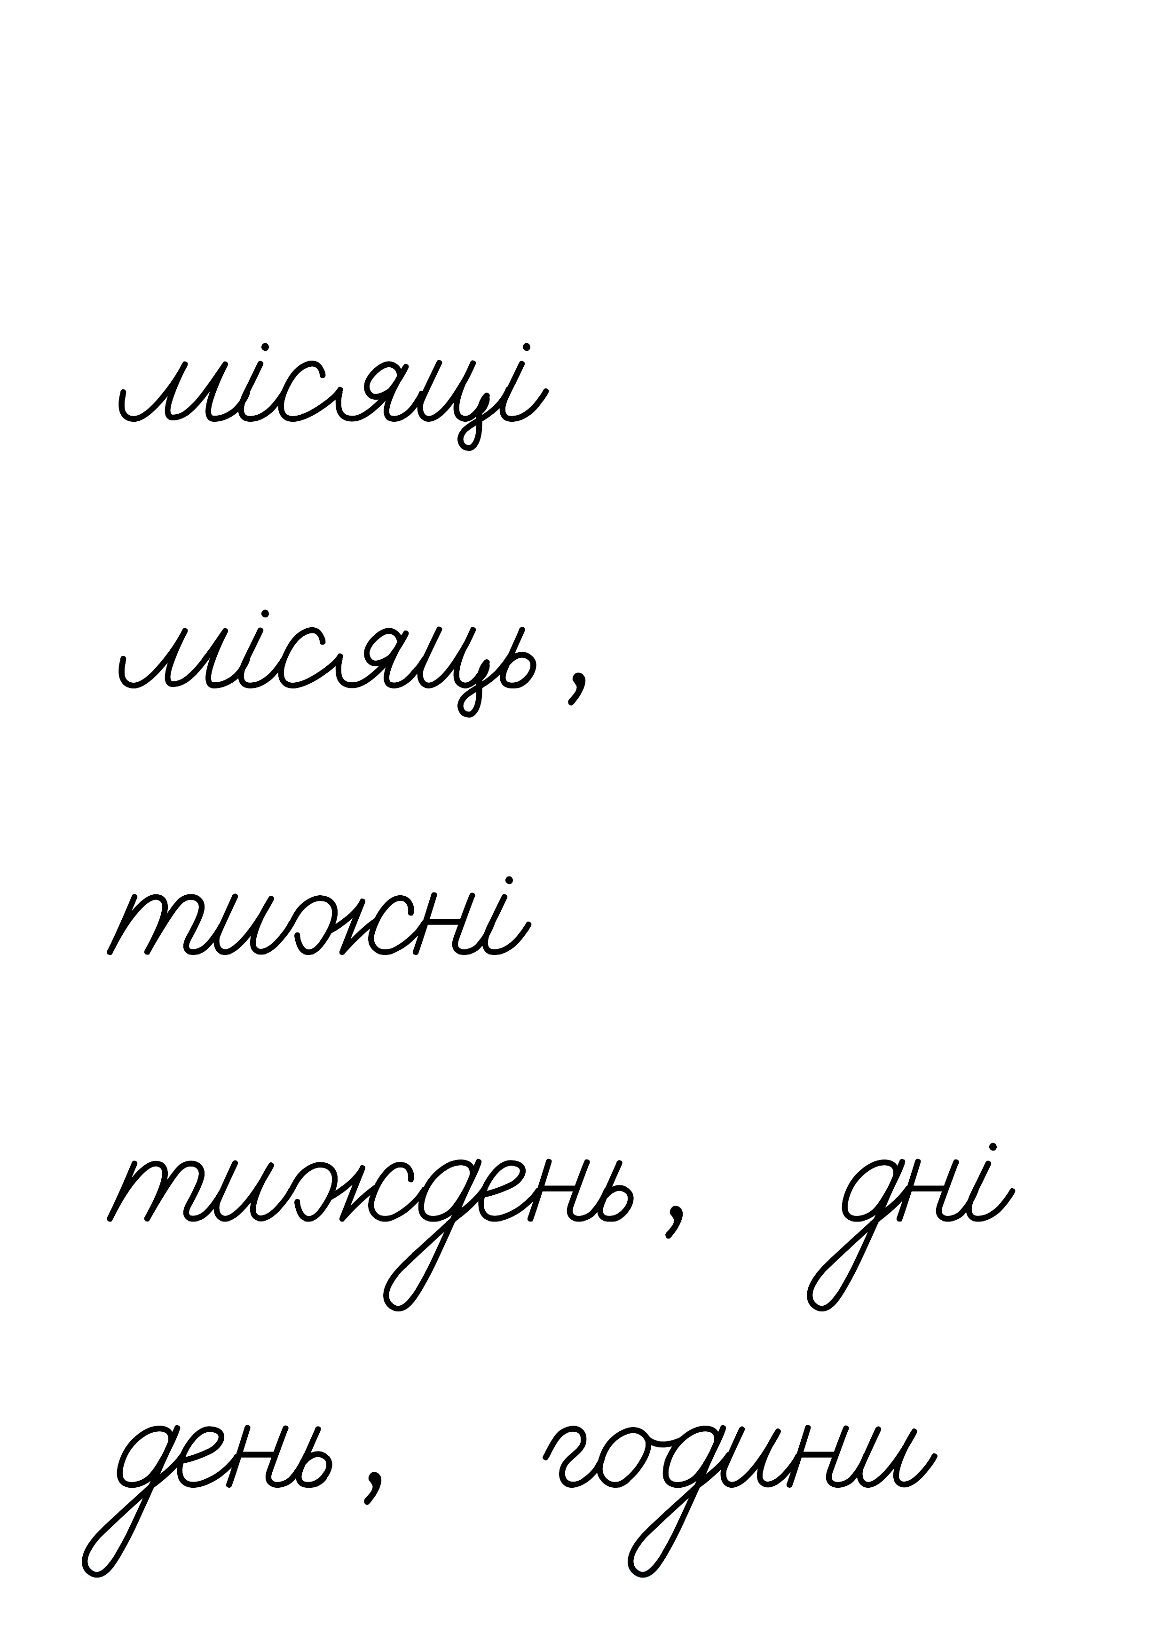 місяці
місяць,
тижні
тиждень, дні
день, години